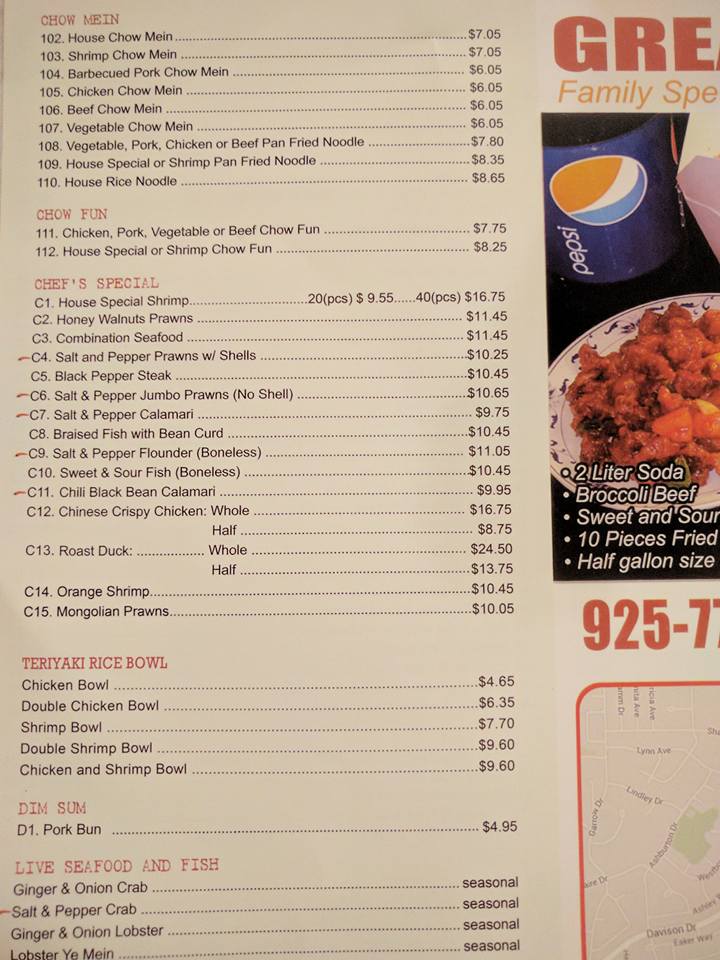 CHOW MEIN
102. House Chow Mein $7.05
103. Shrimp Chow Mein $7.05
104. Barbecued Pork Chow Mein $6.05
105. Chicken Chow Mein $6.05
106. Beef Chow Mein $6.05
107. Vegetable Chow Mein $6.05
108. Vegetable, Pork, Chicken or Beef Pan Fried Noodle $7.80
109. House Special or Shrimp Pan Fried Noodle $8.35
110. House Rice Noodle $8.65
CHOW FUN
111. Chicken, Pork, Vegetable or Beef Chow Fun $7.75
112. House Special or Shrimp Chow Fun $8.25
CHEF'S SPECIAL
C1. House Special Shrimp 20(pcs) $ 9.55 40(pcs) $16.75
C2. Honey Walnuts Prawns $11.45
C3. Combination Seafood $11.45
C4. Salt and Pepper Prawns w/ Shells $10.25
C5. Black Pepper Steak $10.45
C6. Salt & Pepper Jumbo Prawns (No Shell) $10.65
C7. Salt & Pepper Calamari $9.75
C8. Braised Fish with Bean Curd $10.45
C9. Salt & Pepper Flounder (Boneless) $11.05
C10. Sweet & Sour Fish (Boneless) $10.45
C11. Chili Black Bean Calamari $9.95
C12. Chinese Crispy Chicken: Whole $16.75
Half $8.75
C13. Roast Duck: Whole $24.50
Half $13.75
C14. Orange Shrimp $10.45
C15. Mongolian Prawns $10.05
TERIYAKI RICE BOWL
Chicken Bowl $4.65
Double Chicken Bowl $6.35
Shrimp Bowl $7.70
Double Shrimp Bowl $9.60
Chicken and Shrimp Bowl $9.60
DIM SUM
D1. Pork Bun $4.95
LIVE SEAFOOD AND FISH
Ginger & Onion Crab seasonal
Salt & Pepper Crab seasonal
Ginger & Onion Lobster seasonal
Lobster Ye Mein seasonal
GREA
Family Spe
pepsi
• 2 Liter Soda
• Broccoli Beef
• Sweet and Sour
• 10 Pieces Fried
• Half gallon size
925-77
Lynn Ave
Lindley Dr
Garrow Dr
Ashburton Dr
Davison Dr
Esker Way